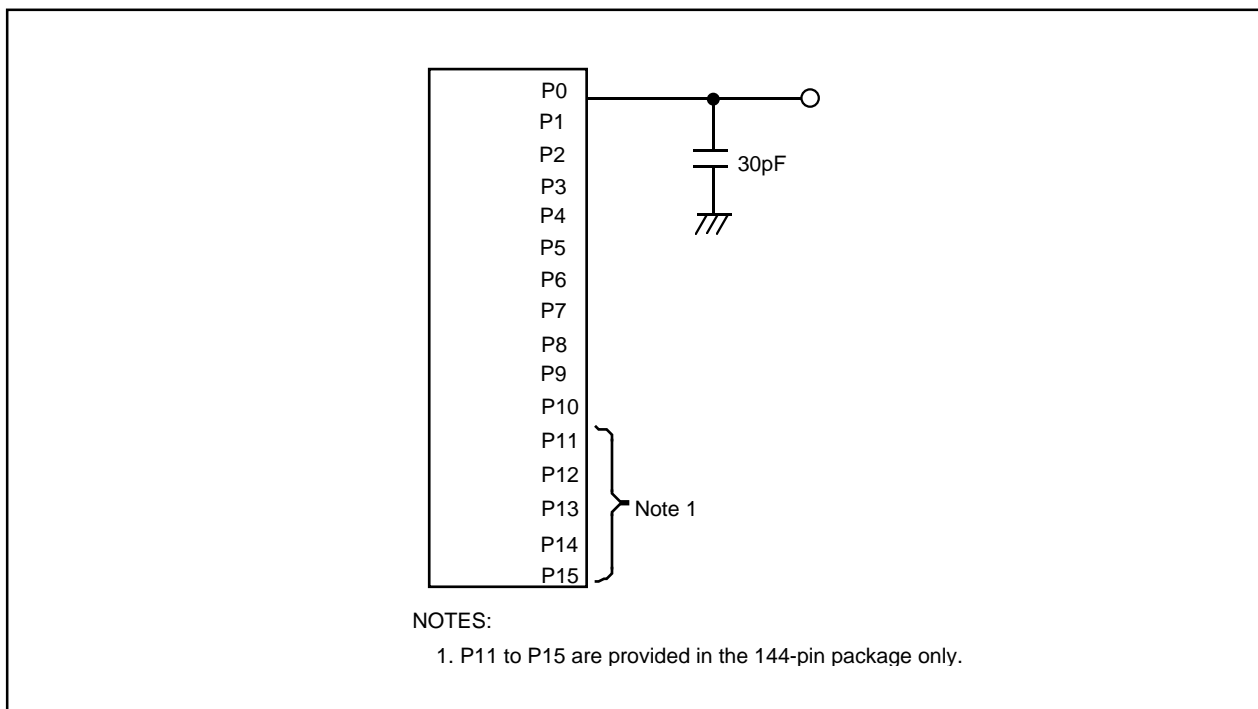 P0
P1
P2
30pF
P3
P4
P5
P6
P7
P8
P9
P10
P11
P12
P13
Note 1
P14
P15
NOTES:
1. P11 to P15 are provided in the 144-pin package only.